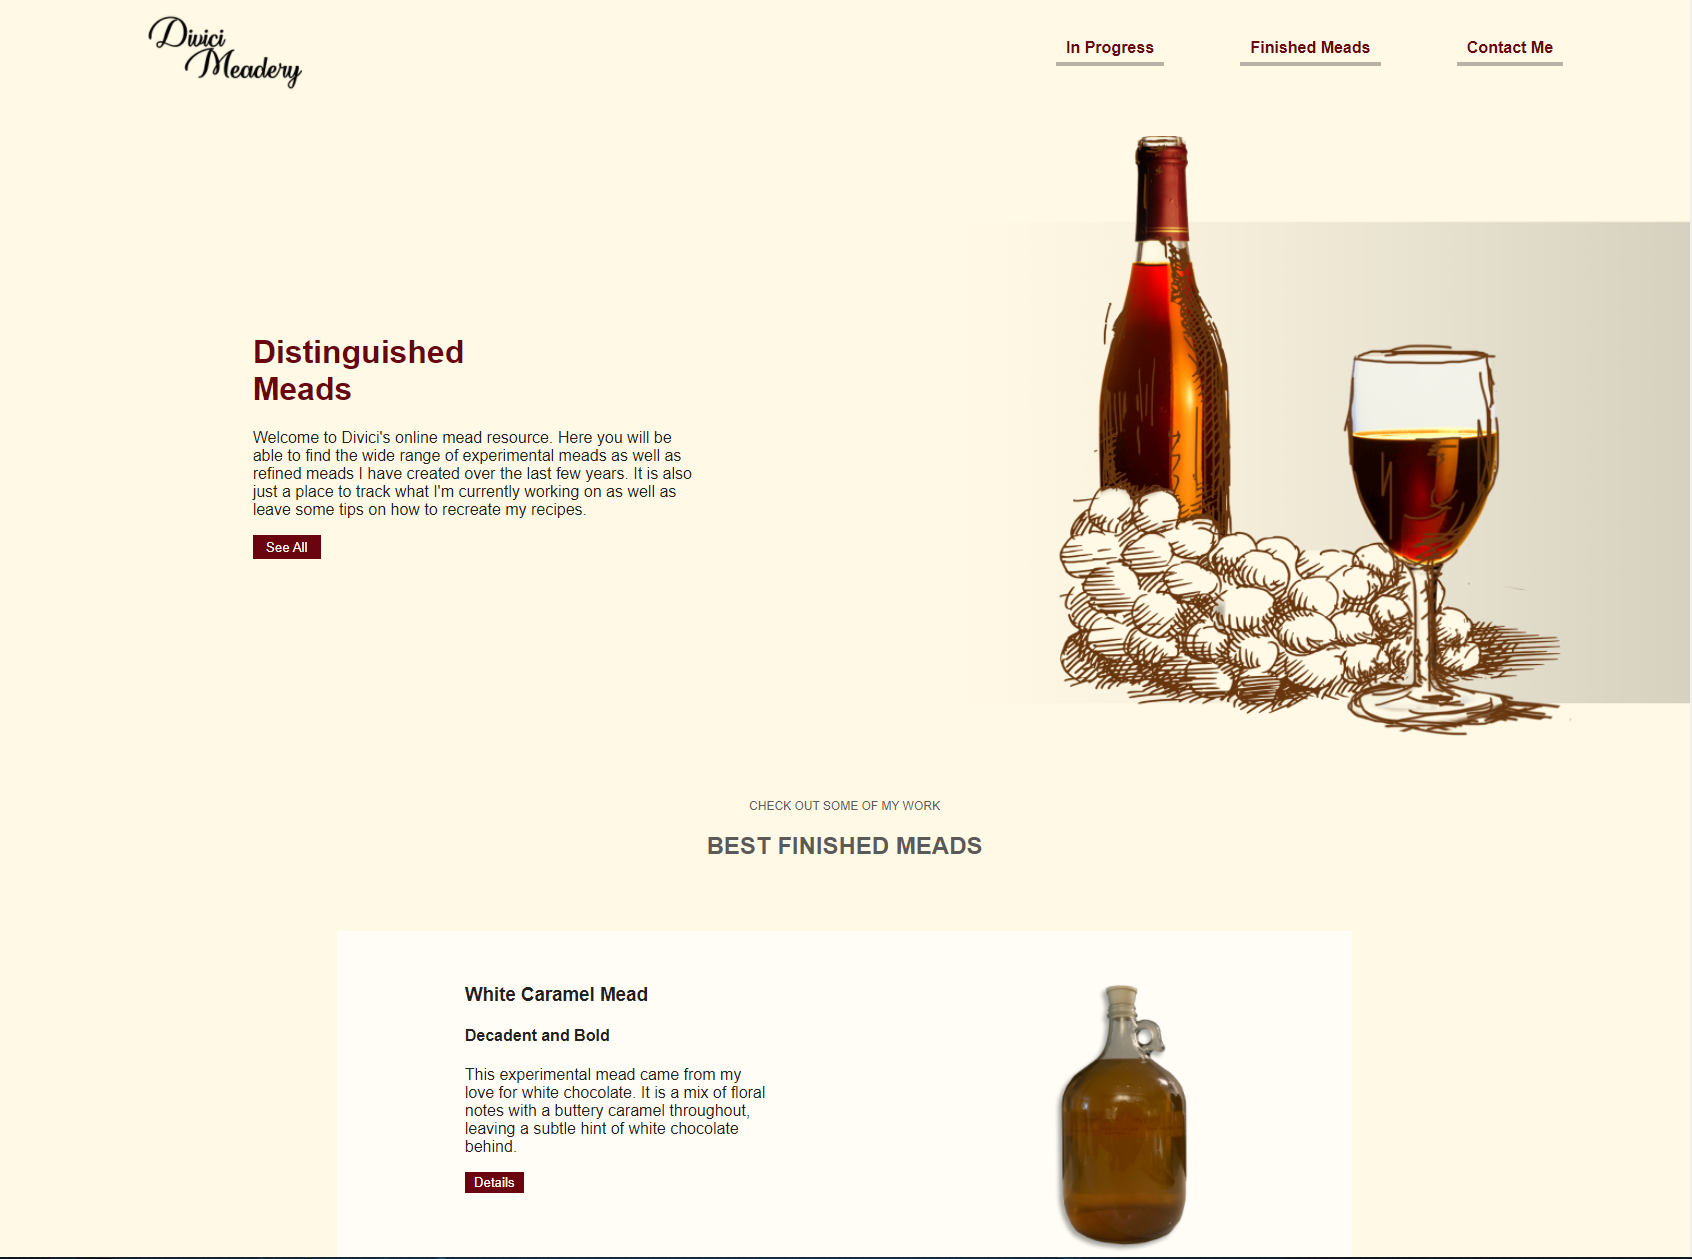 Divici
Meadery
In Progress
Finished Meads
Contact Me
Distinguished
Meads
Welcome to Divici's online mead resource. Here you will be
able to find the wide range of experimental meads as well as
refined meads I have created over the last few years. It is also
just a place to track what I'm currently working on as well as
leave some tips on how to recreate my recipes.
See All
CHECK OUT SOME OF MY WORK
BEST FINISHED MEADS
White Caramel Mead
Decadent and Bold
This experimental mead came from my
love for white chocolate. It is a mix of floral
notes with a buttery caramel throughout,
leaving a subtle hint of white chocolate
behind.
Details